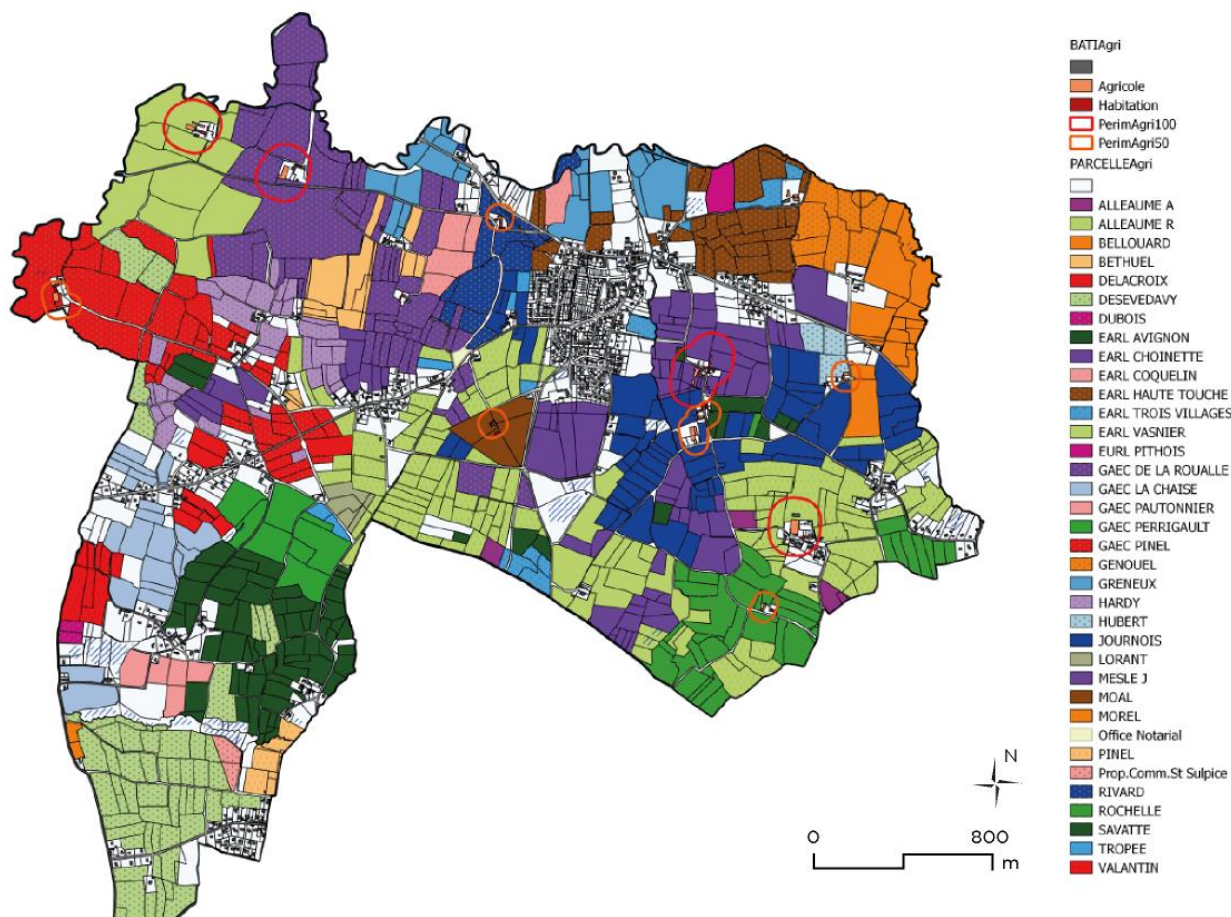 BATIAgri
Agricole
Habitation
PerimAgri100
PerimAgri50
PARCELLEAgri
ALLEAUME A
ALLEAUME R
BELLOUARD
BETHUEL
DELACROIX
DESEVEDAVY
DUBOIS
EARL AVIGNON
EARL CHOINETTE
EARL COQUELIN
EARL HAUTE TOUCHE
EARL TROIS VILLAGES
EARL VASNIER
EURL PITHOIS
GAEC DE LA ROUALLE
GAEC LA CHAISE
GAEC PAUTONNIER
GAEC PERRIGAULT
GAEC PINEL
GENOUEL
GRENEUX
HARDY
HUBERT
JOURNOIS
LORANT
MESLE J
MOAL
MOREL
Office Notarial
PINEL
Prop.Comm.St Sulpice
RIVARD
ROCHELLE
SAVATTE
TROPEE
VALANTIN
N
0 800
m